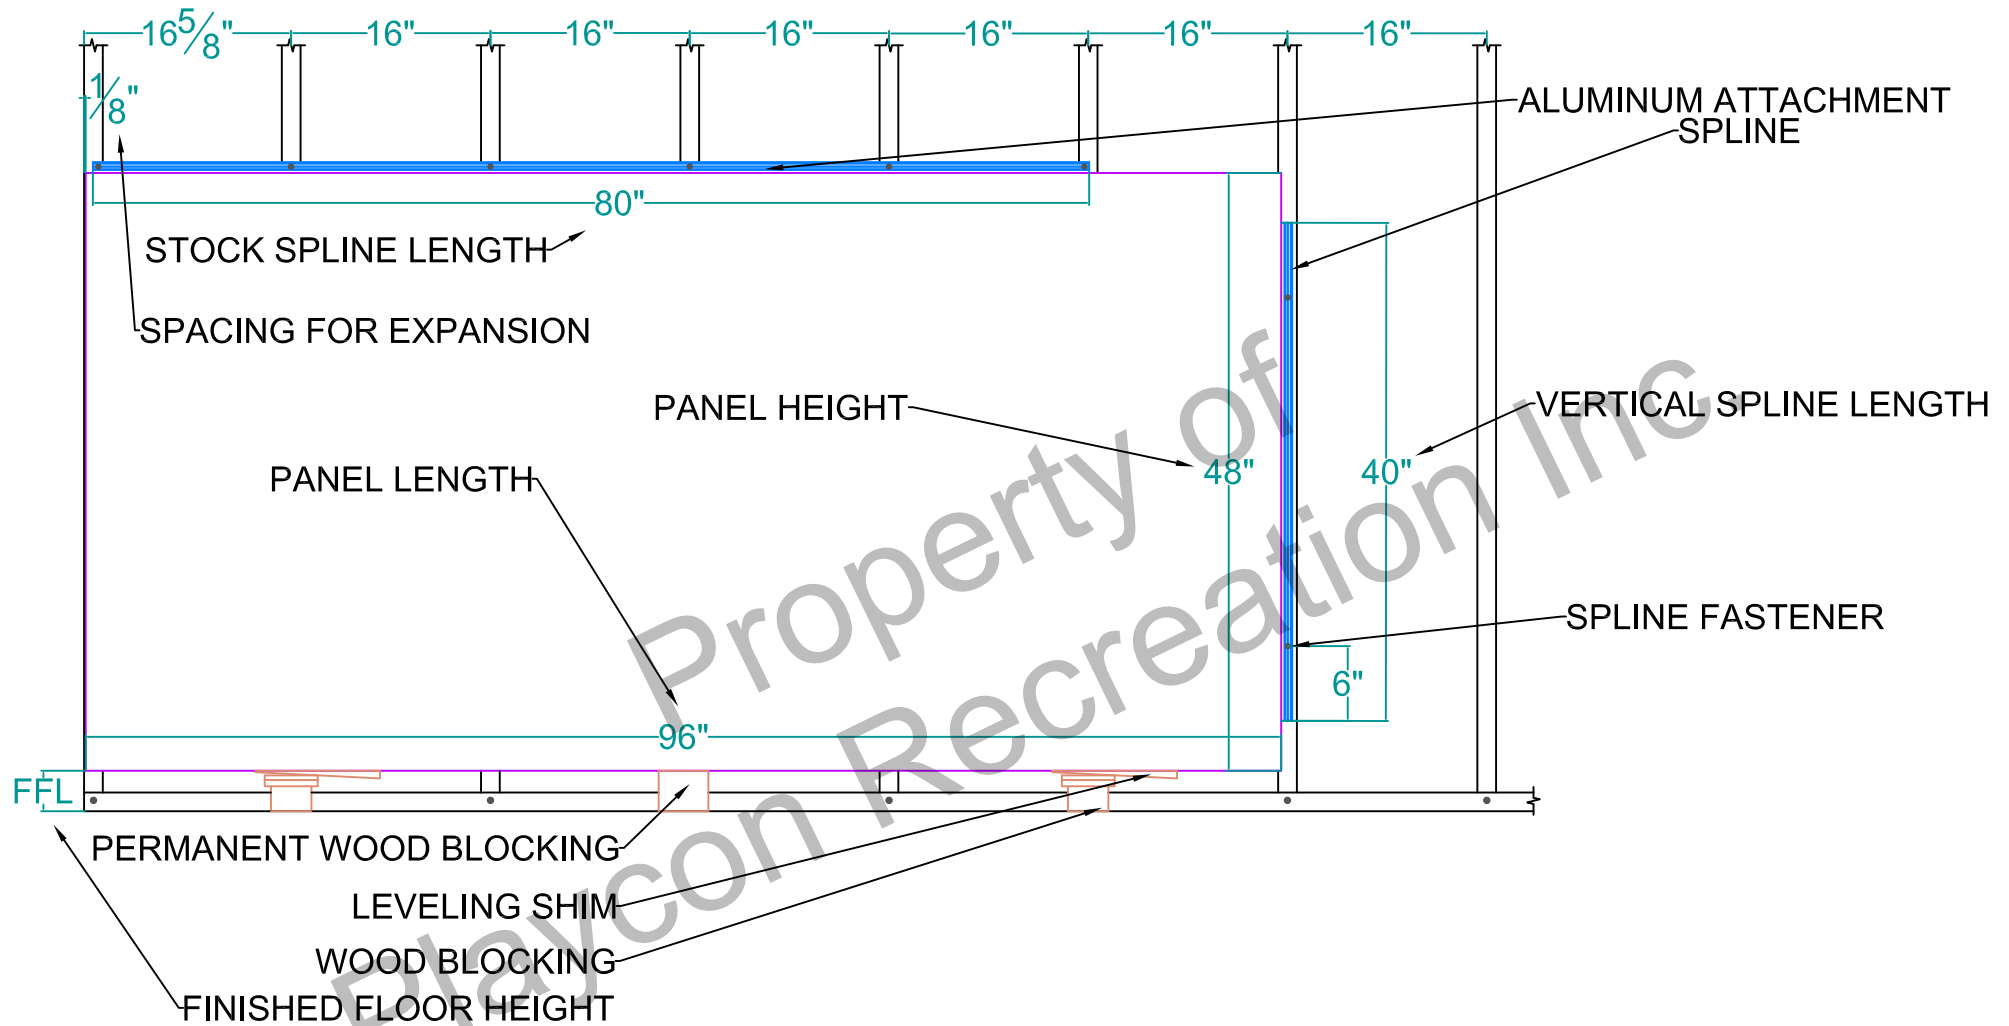 16 5/8" 16" 16" 16" 16" 16" 16"
1/8"
ALUMINUM ATTACHMENT
SPLINE
80"
STOCK SPLINE LENGTH
SPACING FOR EXPANSION
PANEL HEIGHT
VERTICAL SPLINE LENGTH
48"
40"
PANEL LENGTH
SPLINE FASTENER
6"
96"
FFL
PERMANENT WOOD BLOCKING
LEVELING SHIM
WOOD BLOCKING
FINISHED FLOOR HEIGHT
Property of
Playcon Recreation Inc.